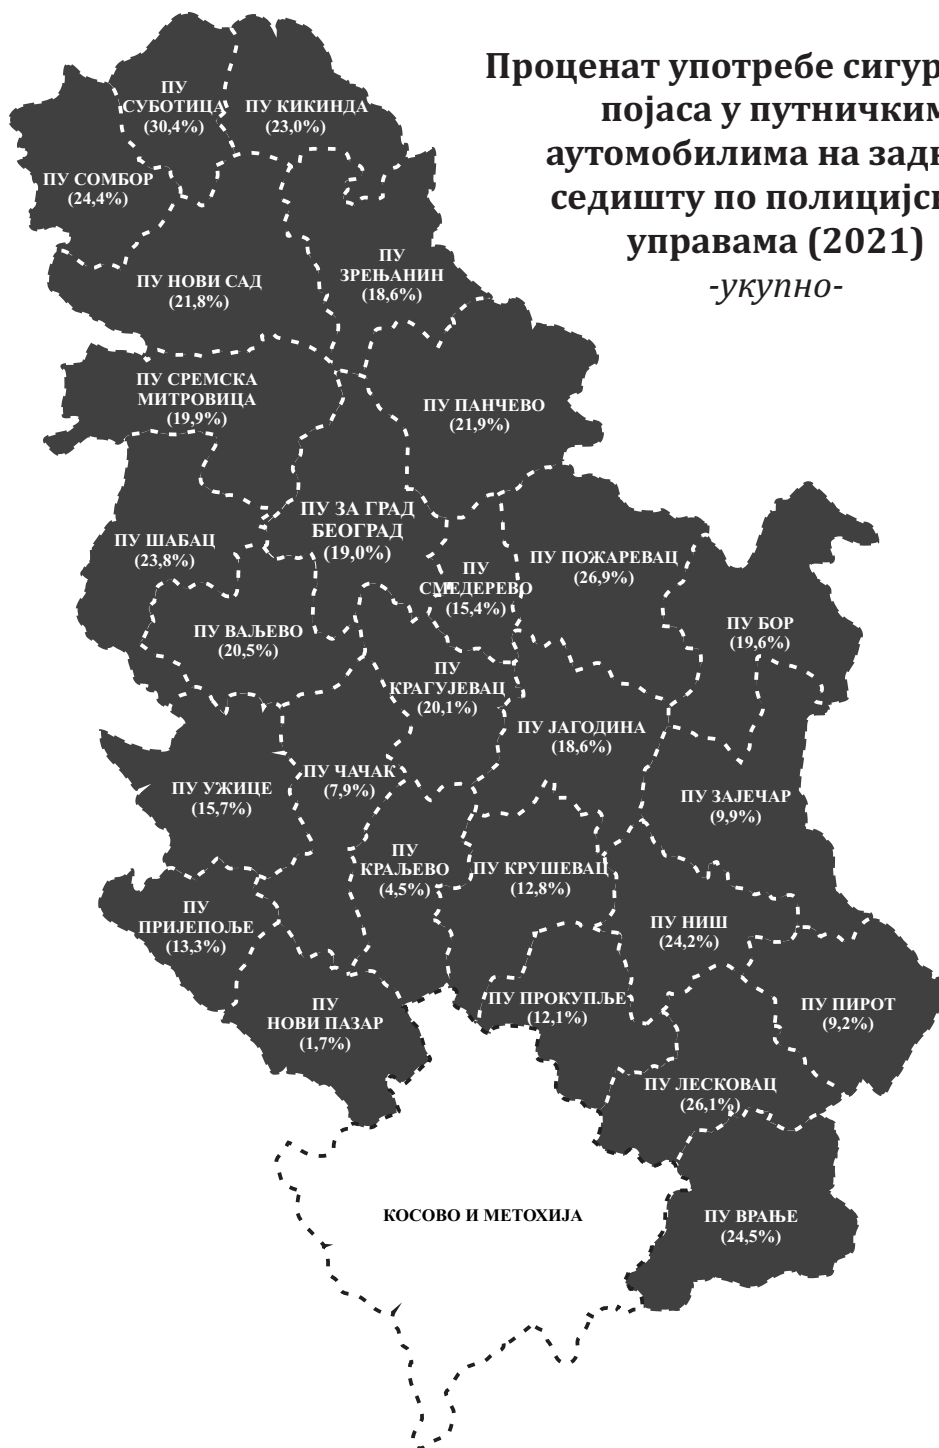 Проценат употребе сигур
појаса у путничким
аутомобилима на задњ
седишту по полицијс
управама (2021)
-укупно-
ПУ
СУБОТИЦА
(30,4%)
ПУ КИКИНДА
(23,0%)
ПУ СОМБОР
(24,4%)
ПУ НОВИ САД
(21,8%)
ПУ
ЗРЕЊАНИН
(18,6%)
ПУ СРЕМСКА
МИТРОВИЦА
(19,9%)
ПУ ПАНЧЕВО
(21,9%)
ПУ ЗА ГРАД
БЕОГРАД
(19,0%)
ПУ ШАБАЦ
(23,8%)
ПУ
СМЕДЕРЕВО
(15,4%)
ПУ ПОЖАРЕВАЦ
(26,9%)
ПУ ВАЉЕВО
(20,5%)
ПУ БОР
(19,6%)
ПУ
КРАГУЈЕВАЦ
(20,1%)
ПУ ЈАГОДИНА
(18,6%)
ПУ УЖИЦЕ
(15,7%)
ПУ ЧАЧАК
(7,9%)
ПУ ЗАЈЕЧАР
(9,9%)
ПУ
КРАЉЕВО
(4,5%)
ПУ КРУШЕВАЦ
(12,8%)
ПУ
ПРИЈЕПОЉЕ
(13,3%)
ПУ НИШ
(24,2%)
ПУ
НОВИ ПАЗАР
(1,7%)
ПУ ПРОКУПЉЕ
(12,1%)
ПУ ПИРОТ
(9,2%)
ПУ ЛЕСКОВАЦ
(26,1%)
КОСОВО И МЕТОХИЈА
ПУ ВРАЊЕ
(24,5%)